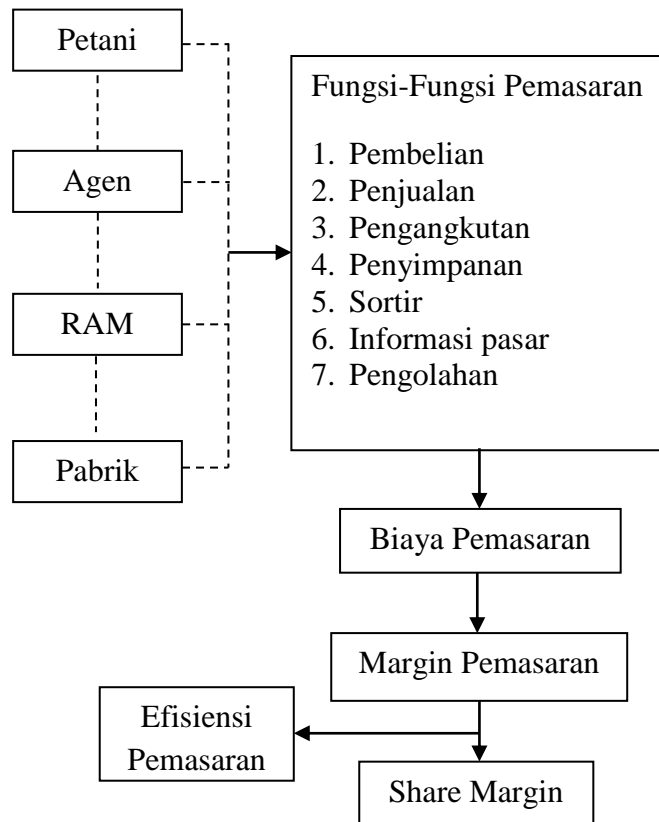 Petani
Agen
RAM
Pabrik
Fungsi-Fungsi Pemasaran
1. Pembelian
2. Penjualan
3. Pengangkutan
4. Penyimpanan
5. Sortir
6. Informasi pasar
7. Pengolahan
Biaya Pemasaran
Margin Pemasaran
Efisiensi
Pemasaran
Share Margin